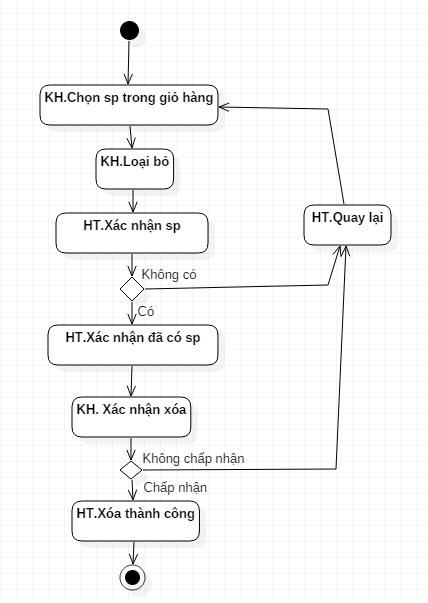 KH.Chọn sp trong giỏ hàng
KH.Loại bỏ
HT.Xác nhận sp
HT.Quay lại
Không có
Có
HT.Xác nhận đã có sp
KH. Xác nhận xóa
Không chấp nhận
Chấp nhận
HT.Xóa thành công